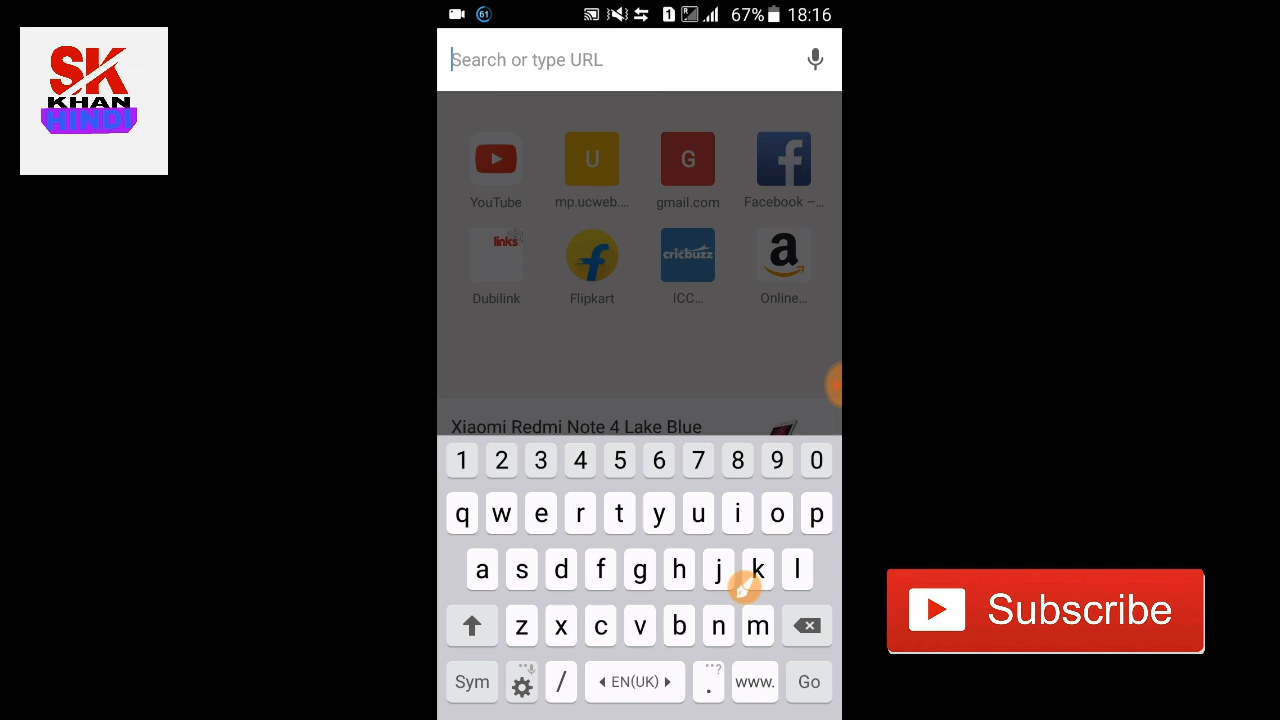 SK
KHAN
HINDI
61
1
R
67%
18:16
Search or type URL
U
G
YouTube
mp.ucweb....
gmail.com
Facebook –...
links
cricbuzz
a
Dubilink
Flipkart
ICC...
Online...
Xiaomi Redmi Note 4 Lake Blue
1 2 3 4 5 6 7 8 9 0
q w e r t y u i o p
a s d f g h j k l
z x c v b n m
Sym / EN(UK) . ? www. Go
Subscribe